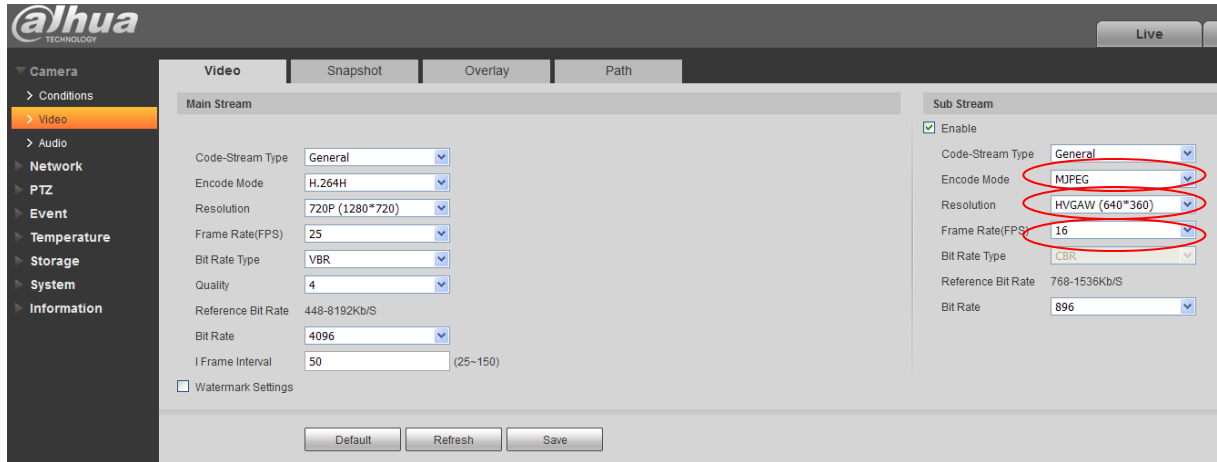 alhua
TECHNOLOGY
Live
Camera
Conditions
Video
Audio
Network
PTZ
Event
Temperature
Storage
System
Information
Video Snapshot Overlay Path
Main Stream
Code-Stream Type General
Encode Mode H.264H
Resolution 720P (1280*720)
Frame Rate(FPS) 25
Bit Rate Type VBR
Quality 4
Reference Bit Rate 448-8192Kb/S
Bit Rate 4096
I Frame Interval 50 (25~150)
Watermark Settings
Default Refresh Save
Sub Stream
Enable
Code-Stream Type General
Encode Mode MJPEG
Resolution HVGAW (640*360)
Frame Rate(FPS) 16
Bit Rate Type CBR
Reference Bit Rate 768-1536Kb/S
Bit Rate 896